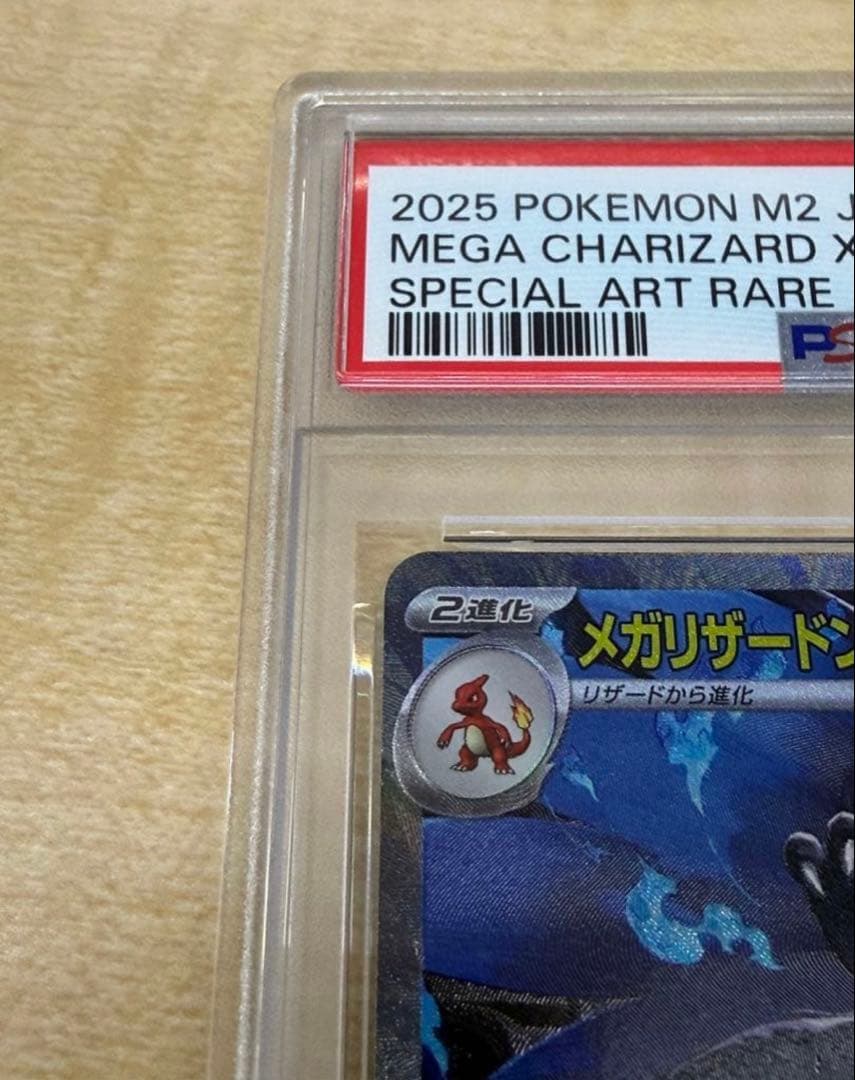 2025 POKEMON M2 J
MEGA CHARIZARD X
SPECIAL ART RARE
PS
2進化
メガリザードン
リザードから進化